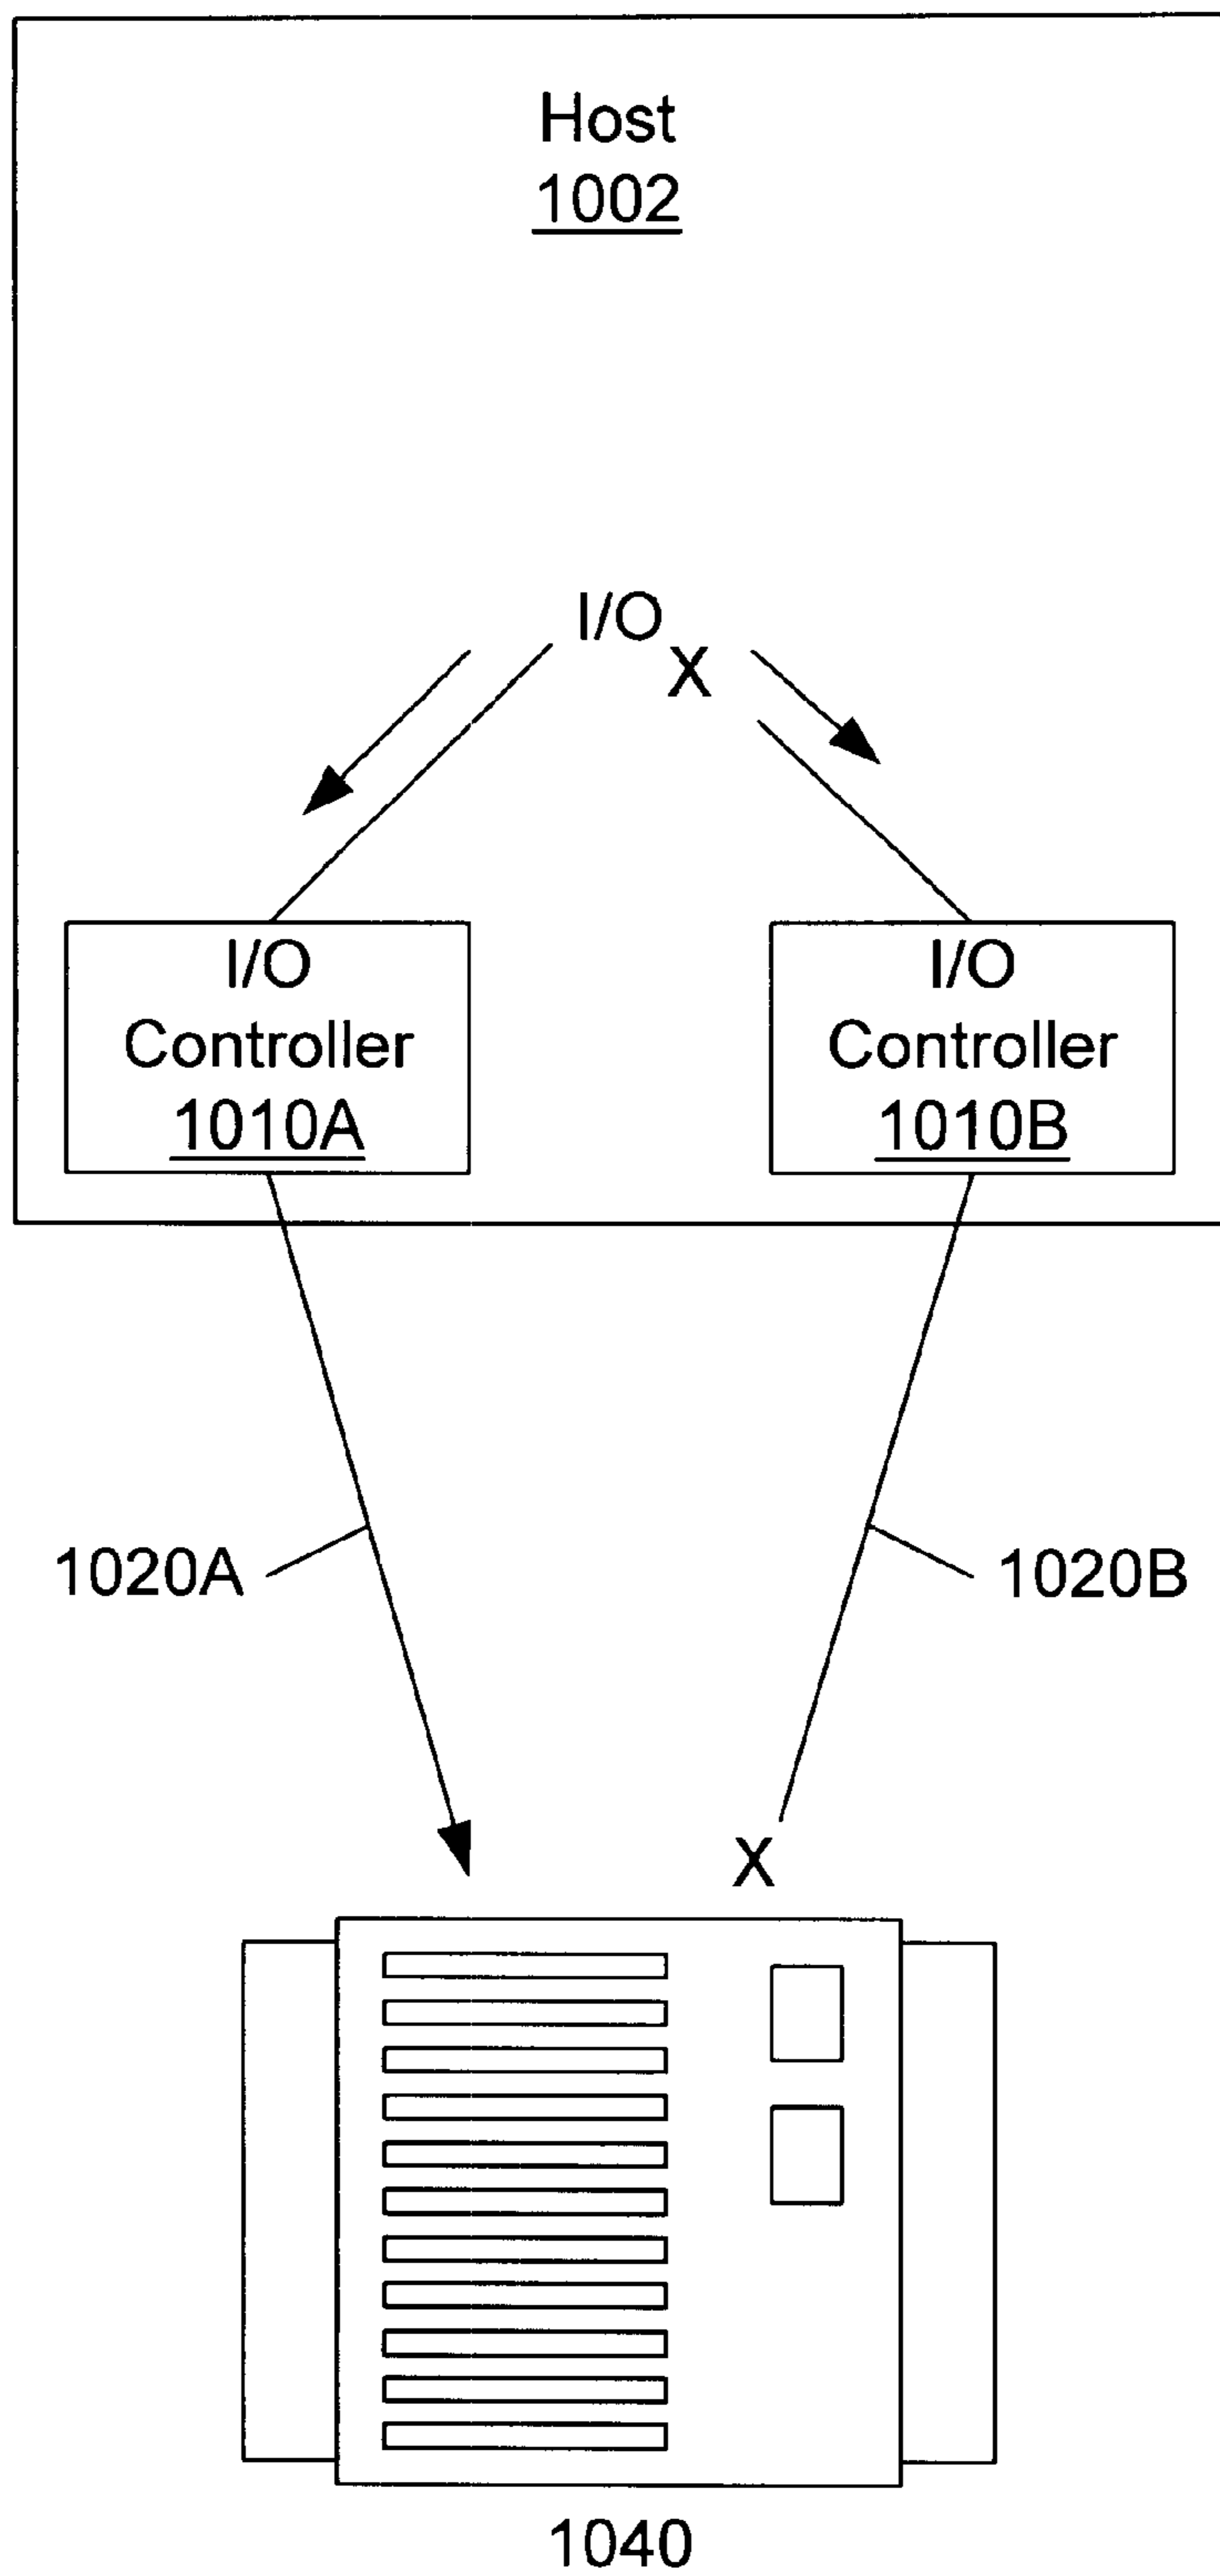 Host
1002
I/O
X
I/O
Controller
1010A
I/O
Controller
1010B
1020A
1020B
X
1040